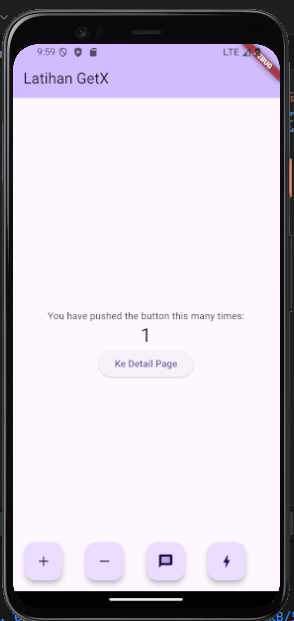 9:59
LTE
DEBUG
Latihan GetX
You have pushed the button this many times:
1
Ke Detail Page